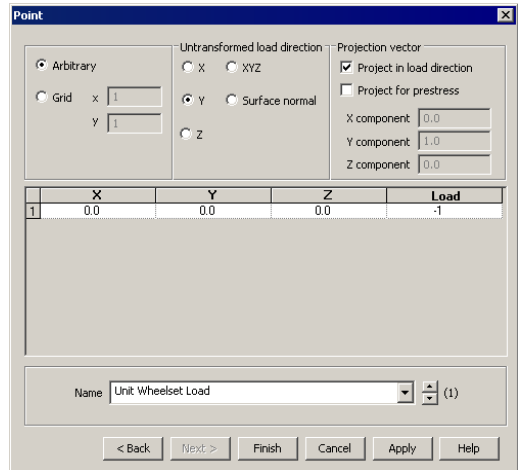 Point
Untransformed load direction
Projection vector
Arbitrary
X
XYZ
Project in load direction
Grid
x 1
Y
Surface normal
Project for prestress
y 1
Z
X component 0.0
Y component 1.0
Z component 0.0
X Y Z Load
1 0.0 0.0 0.0 -1
Name Unit Wheelset Load (1)
< Back Next > Finish Cancel Apply Help